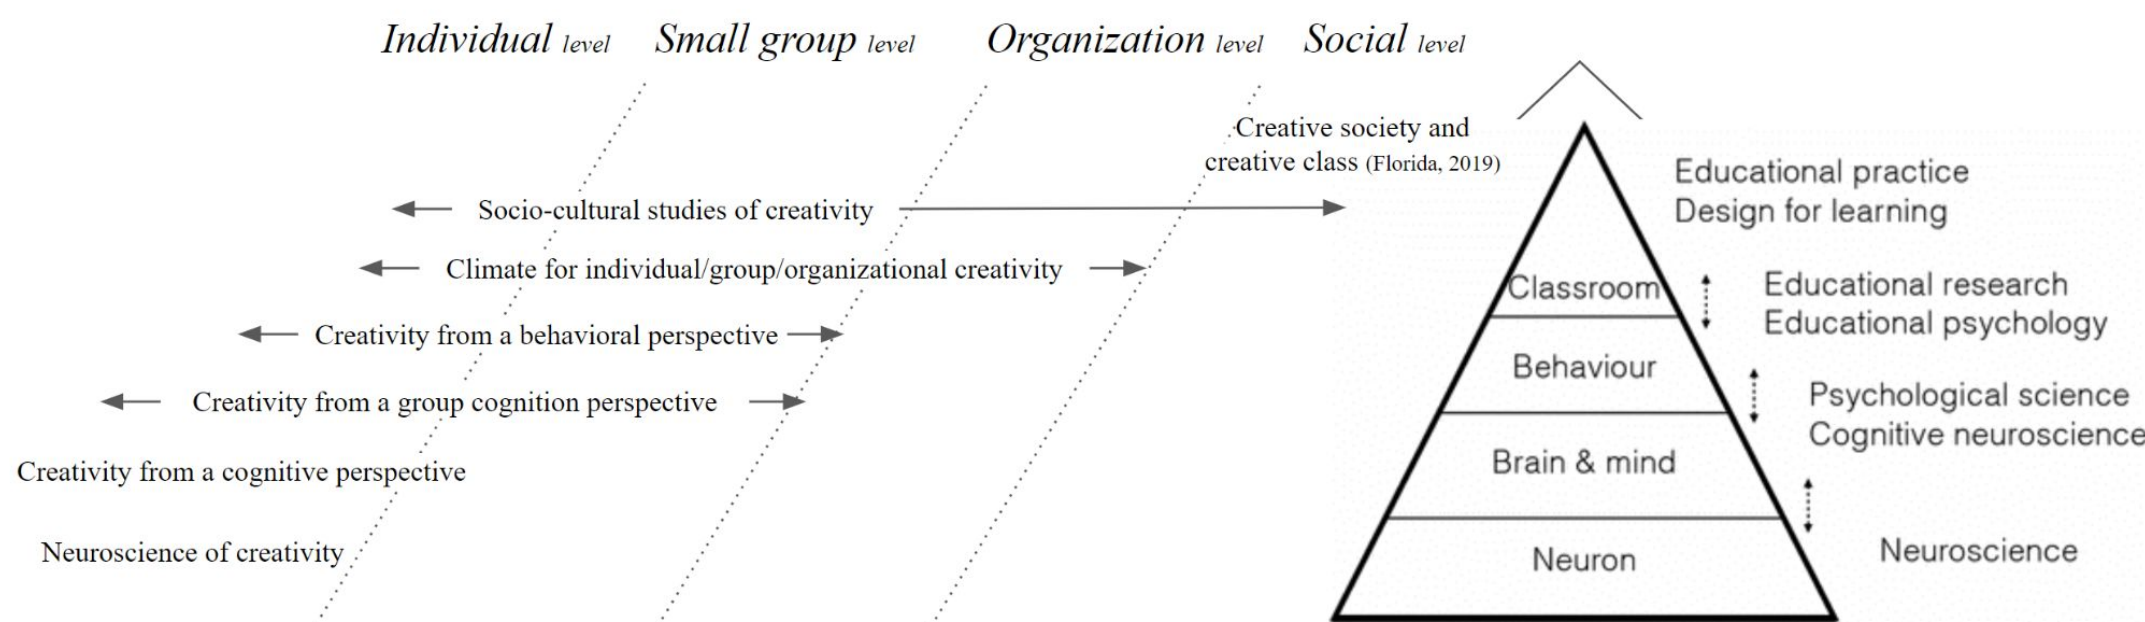 Individual level Small group level Organization level Social level
Creative society and
creative class (Florida, 2019)
Socio-cultural studies of creativity
Climate for individual/group/organizational creativity
Creativity from a behavioral perspective
Creativity from a group cognition perspective
Creativity from a cognitive perspective
Neuroscience of creativity
Classroom
Behaviour
Brain & mind
Neuron
Educational practice
Design for learning
Educational research
Educational psychology
Psychological science
Cognitive neuroscience
Neuroscience